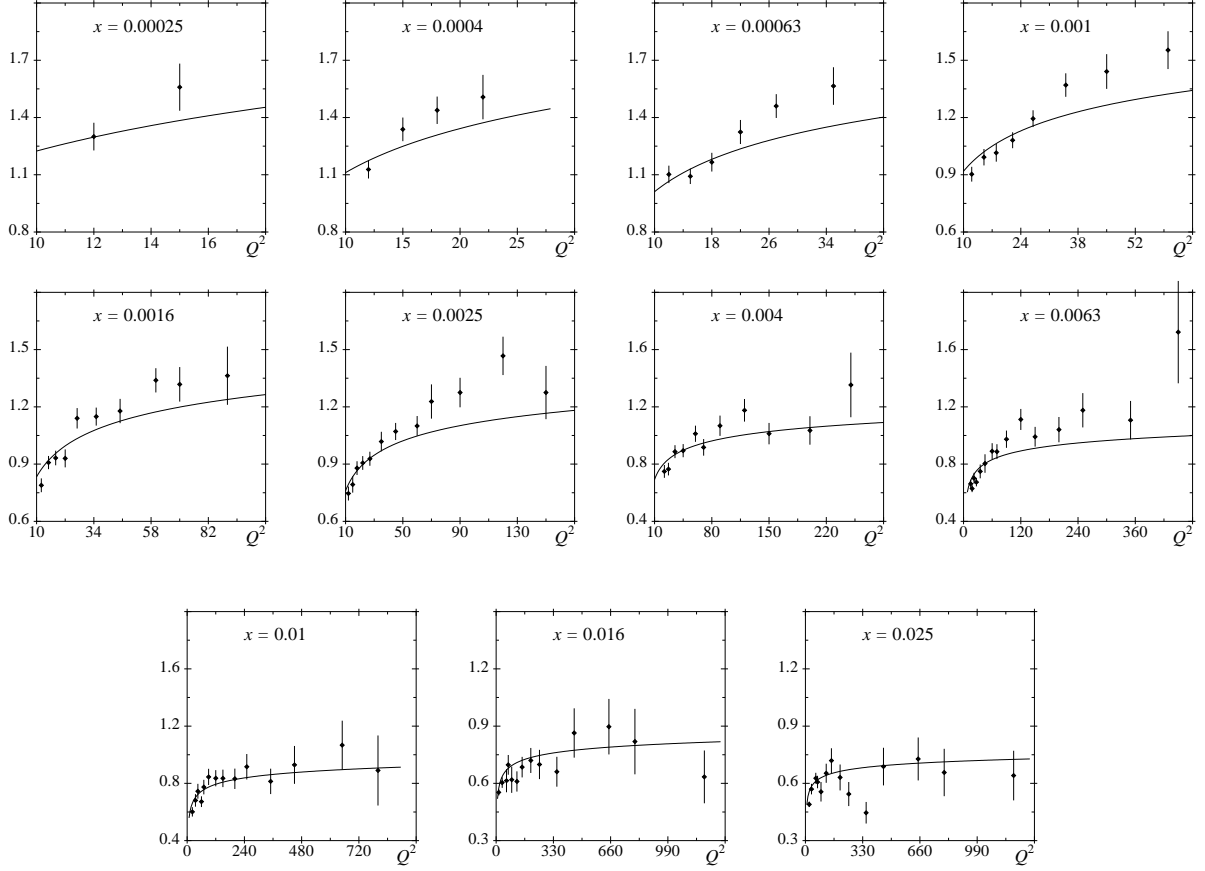 x = 0.00025
1.7
1.4
1.1
0.8
10 12 14 16 Q²
x = 0.0004
1.7
1.4
1.1
0.8
10 15 20 25 Q²
x = 0.00063
1.7
1.4
1.1
0.8
10 18 26 34 Q²
x = 0.001
1.5
1.2
0.9
0.6
12 24 38 52 Q²
x = 0.0016
1.5
1.2
0.9
0.6
10 34 58 82 Q²
x = 0.0025
1.5
1.2
0.9
0.6
10 50 90 130 Q²
x = 0.004
1.6
1.2
0.8
0.4
10 80 150 220 Q²
x = 0.0063
1.6
1.2
0.8
0.4
0 120 240 360 Q²
x = 0.01
1.6
1.2
0.8
0.4
0 240 480 720 Q²
x = 0.016
1.2
0.9
0.6
0.3
0 330 660 990 Q²
x = 0.025
1.2
0.9
0.6
0.3
0 330 660 990 Q²